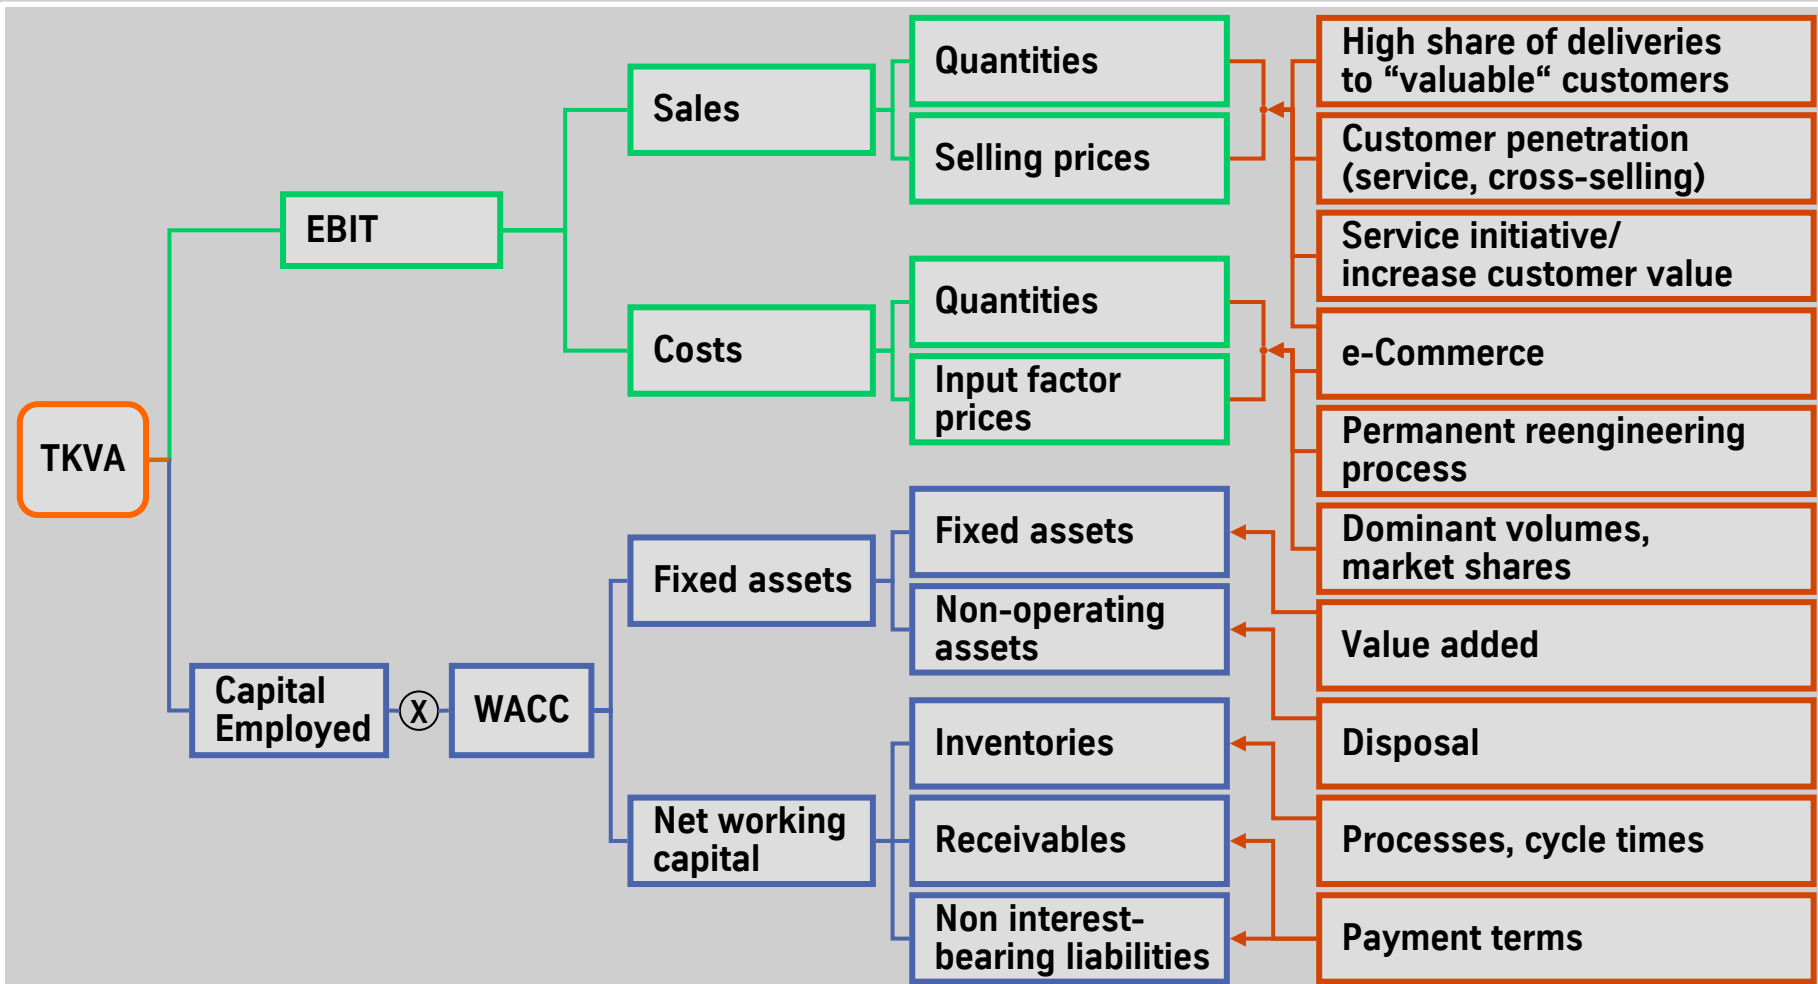 TKVA
EBIT
Capital
Employed
X
WACC
Sales
Costs
Fixed assets
Net working
capital
Quantities
Selling prices
Quantities
Input factor
prices
Fixed assets
Non-operating
assets
Inventories
Receivables
Non interest-
bearing liabilities
High share of deliveries
to “valuable“ customers
Customer penetration
(service, cross-selling)
Service initiative/
increase customer value
e-Commerce
Permanent reengineering
process
Dominant volumes,
market shares
Value added
Disposal
Processes, cycle times
Payment terms